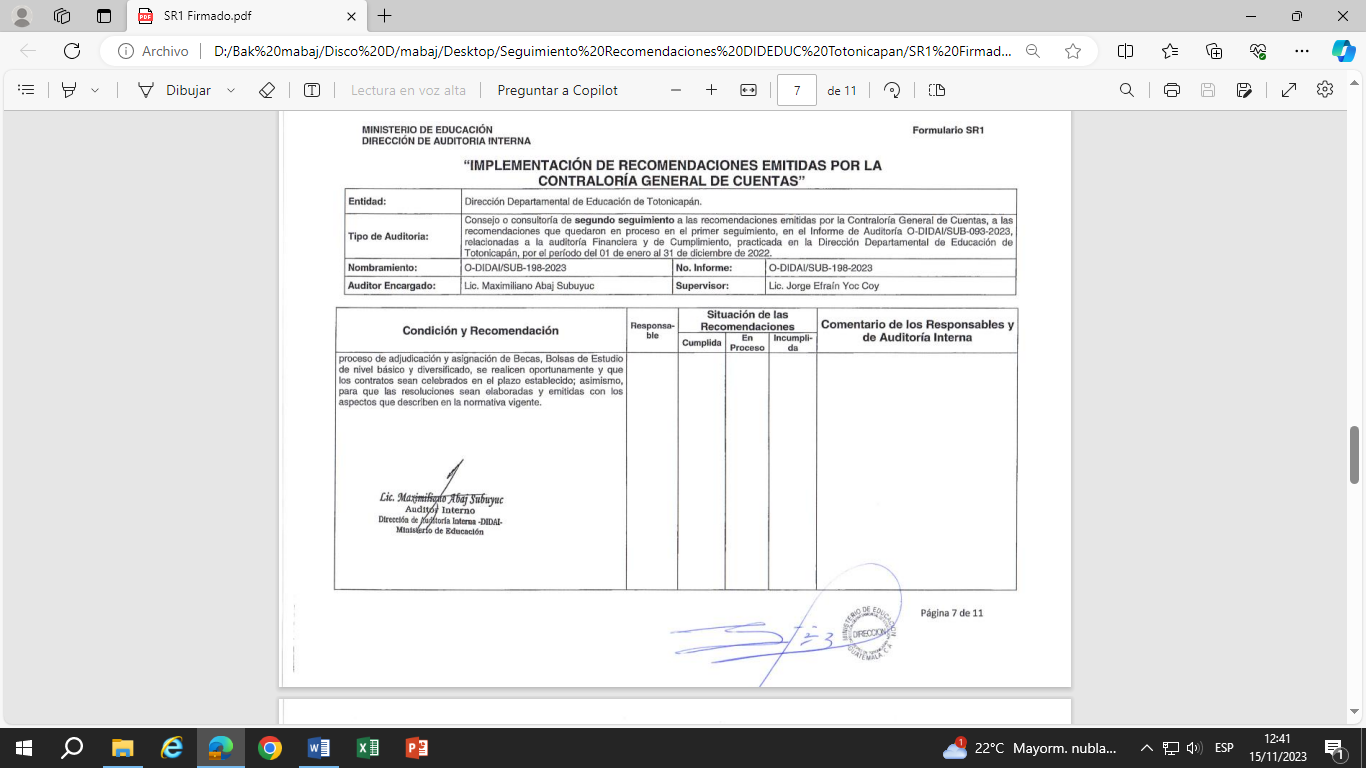 SR1 Firmado.pdf
Archivo
D:/Bak%20mabaj/Disco%20D/mabaj/Desktop/Seguimiento%20Recomendaciones%20DIDEDUC%20Totonicapan/SR1%20Firmad...
Dibujar
Lectura en voz alta
Preguntar a Copilot
7
de 11
MINISTERIO DE EDUCACIÓN
DIRECCIÓN DE AUDITORIA INTERNA
Formulario SR1
“IMPLEMENTACIÓN DE RECOMENDACIONES EMITIDAS POR LA
CONTRALORÍA GENERAL DE CUENTAS”
Entidad:
Dirección Departamental de Educación de Totonicapán.
Tipo de Auditoria:
Consejo o consultoría de segundo seguimiento a las recomendaciones emitidas por la Contraloría General de Cuentas, a las
recomendaciones que quedaron en proceso en el primer seguimiento, en el Informe de Auditoría O-DIDAI/SUB-093-2023,
relacionadas a la auditoría Financiera y de Cumplimiento, practicada en la Dirección Departamental de Educación de
Totonicapán, por el período del 01 de enero al 31 de diciembre de 2022.
Nombramiento:
O-DIDAI/SUB-198-2023
No. Informe:
O-DIDAI/SUB-198-2023
Auditor Encargado:
Lic. Maximiliano Abaj Subuyuc
Supervisor:
Lic. Jorge Efraín Yoc Coy
Condición y Recomendación
Responsa-
ble
Situación de las
Recomendaciones
Cumplida
En
Proceso
Incumpli-
da
Comentario de los Responsables y
de Auditoría Interna
proceso de adjudicación y asignación de Becas, Bolsas de Estudio
de nivel básico y diversificado, se realicen oportunamente y que
los contratos sean celebrados en el plazo establecido; asimismo,
para que las resoluciones sean elaboradas y emitidas con los
aspectos que describen en la normativa vigente.
Lic. Maximiliano Abaj Subuyuc
Auditor Interno
Dirección de Auditoría Interna -DIDAI-
Ministerio de Educación
MINISTERIO DE EDUCACION
DIRECCION
GUATEMALA, C.A.
Página 7 de 11
22°C Mayorm. nubla...
ESP
12:41
15/11/2023